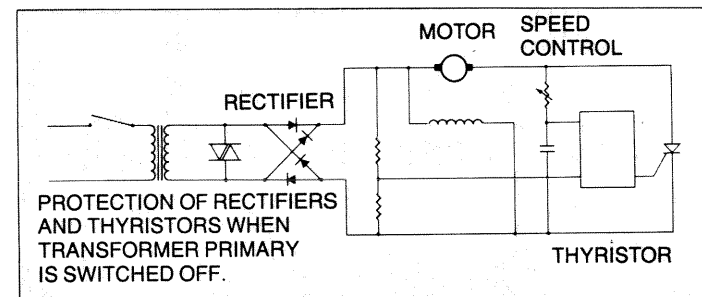 MOTOR
SPEED
CONTROL
RECTIFIER
PROTECTION OF RECTIFIERS
AND THYRISTORS WHEN
TRANSFORMER PRIMARY
IS SWITCHED OFF.
THYRISTOR